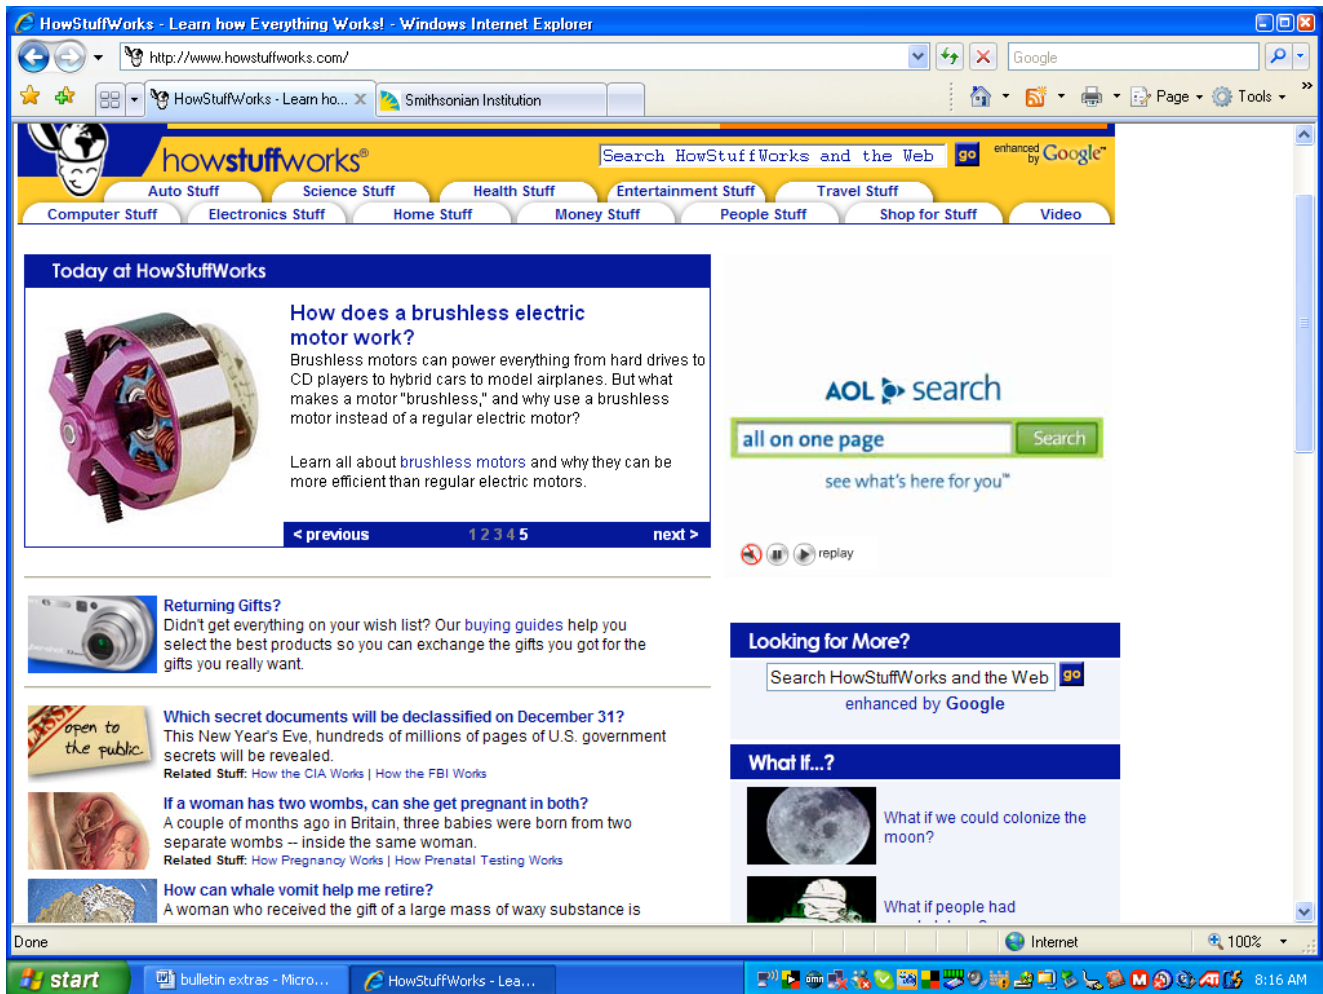 HowStuffWorks - Learn how Everything Works! - Windows Internet Explorer
http://www.howstuffworks.com/
Google
HowStuffWorks - Learn ho...
Smithsonian Institution
Page
Tools
howstuffworks®
Search HowStuffWorks and the Web
go
enhanced by Google™
Auto Stuff
Science Stuff
Health Stuff
Entertainment Stuff
Travel Stuff
Computer Stuff
Electronics Stuff
Home Stuff
Money Stuff
People Stuff
Shop for Stuff
Video
Today at HowStuffWorks
How does a brushless electric
motor work?
Brushless motors can power everything from hard drives to
CD players to hybrid cars to model airplanes. But what
makes a motor "brushless," and why use a brushless
motor instead of a regular electric motor?
Learn all about brushless motors and why they can be
more efficient than regular electric motors.
< previous
1 2 3 4 5
next >
AOL search
all on one page
Search
see what's here for you™
replay
Returning Gifts?
Didn't get everything on your wish list? Our buying guides help you
select the best products so you can exchange the gifts you got for the
gifts you really want.
open to
the public.
Which secret documents will be declassified on December 31?
This New Year's Eve, hundreds of millions of pages of U.S. government
secrets will be revealed.
Related Stuff: How the CIA Works | How the FBI Works
If a woman has two wombs, can she get pregnant in both?
A couple of months ago in Britain, three babies were born from two
separate wombs -- inside the same woman.
Related Stuff: How Pregnancy Works | How Prenatal Testing Works
How can whale vomit help me retire?
A woman who received the gift of a large mass of waxy substance is
Looking for More?
Search HowStuffWorks and the Web
go
enhanced by Google
What If...?
What if we could colonize the
moon?
What if people had
Done
Internet
100%
start
bulletin extras - Micro...
HowStuffWorks - Lea...
8:16 AM